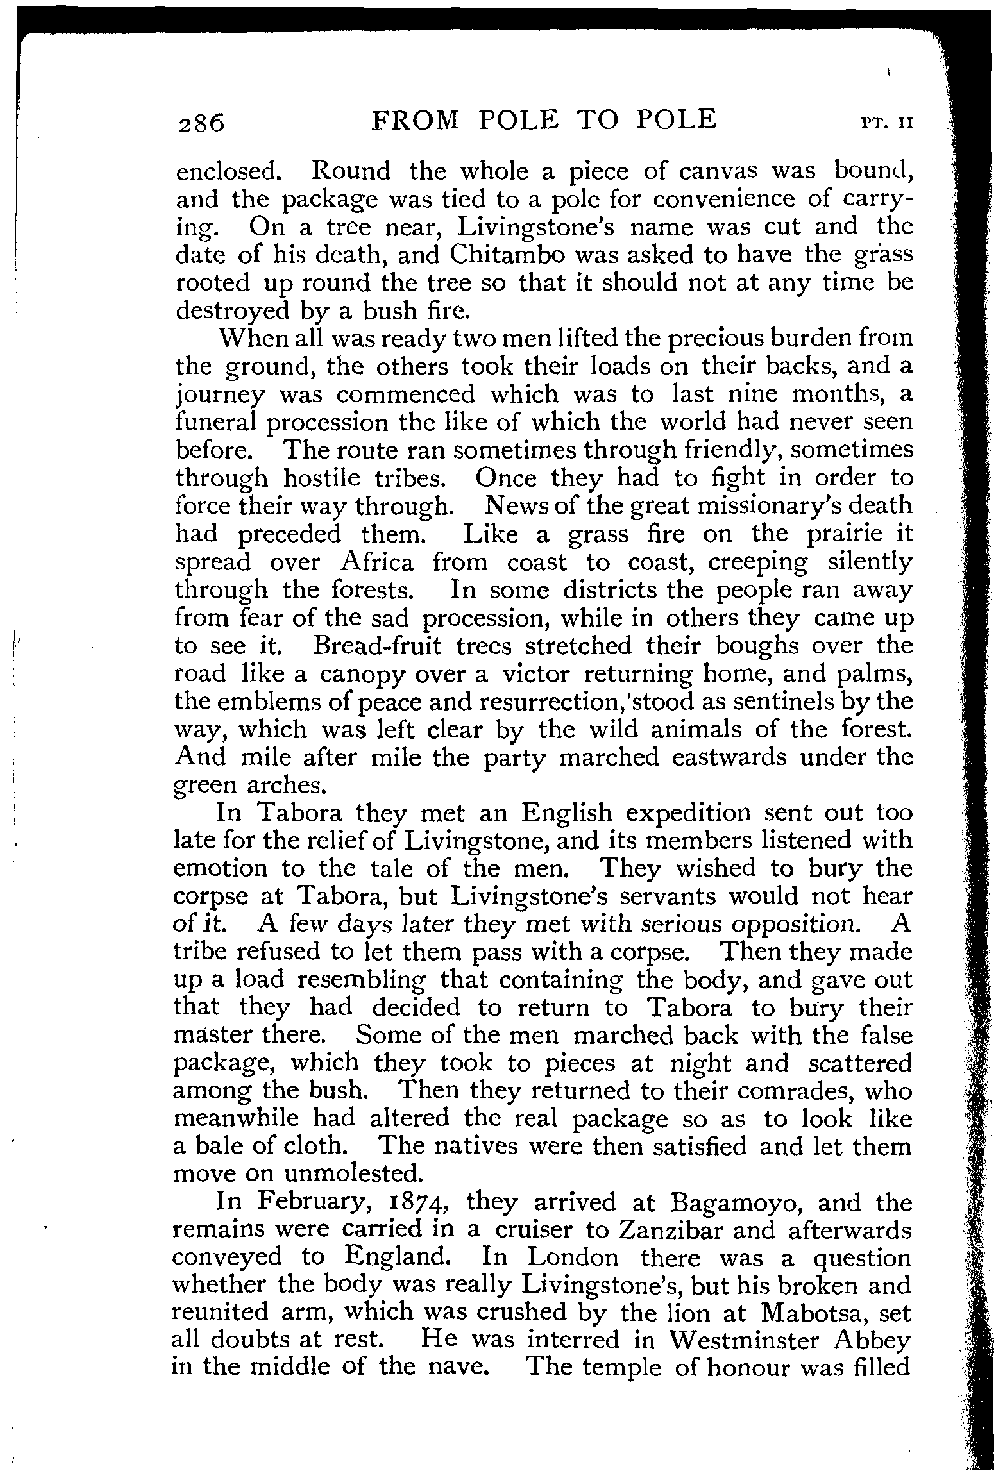 286 FROM POLE TO POLE PT. II
enclosed. Round the whole a piece of canvas was bound,
and the package was tied to a pole for convenience of carry-
ing. On a tree near, Livingstone's name was cut and the
date of his death, and Chitambo was asked to have the grass
rooted up round the tree so that it should not at any time be
destroyed by a bush fire.
When all was ready two men lifted the precious burden from
the ground, the others took their loads on their backs, and a
journey was commenced which was to last nine months, a
funeral procession the like of which the world had never seen
before. The route ran sometimes through friendly, sometimes
through hostile tribes. Once they had to fight in order to
force their way through. News of the great missionary's death
had preceded them. Like a grass fire on the prairie it
spread over Africa from coast to coast, creeping silently
through the forests. In some districts the people ran away
from fear of the sad procession, while in others they came up
to see it. Bread-fruit trees stretched their boughs over the
road like a canopy over a victor returning home, and palms,
the emblems of peace and resurrection, stood as sentinels by the
way, which was left clear by the wild animals of the forest.
And mile after mile the party marched eastwards under the
green arches.
In Tabora they met an English expedition sent out too
late for the relief of Livingstone, and its members listened with
emotion to the tale of the men. They wished to bury the
corpse at Tabora, but Livingstone's servants would not hear
of it. A few days later they met with serious opposition. A
tribe refused to let them pass with a corpse. Then they made
up a load resembling that containing the body, and gave out
that they had decided to return to Tabora to bury their
master there. Some of the men marched back with the false
package, which they took to pieces at night and scattered
among the bush. Then they returned to their comrades, who
meanwhile had altered the real package so as to look like
a bale of cloth. The natives were then satisfied and let them
move on unmolested.
In February, 1874, they arrived at Bagamoyo, and the
remains were carried in a cruiser to Zanzibar and afterwards
conveyed to England. In London there was a question
whether the body was really Livingstone's, but his broken and
reunited arm, which was crushed by the lion at Mabotsa, set
all doubts at rest. He was interred in Westminster Abbey
in the middle of the nave. The temple of honour was filled